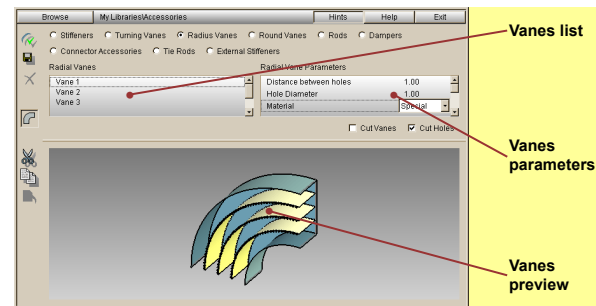 Browse My Libraries\Accessories Hints Help Exit
Stiffeners Turning Vanes Radius Vanes Round Vanes Rods Dampers
Connector Accessories Tie Rods External Stiffeners
Radial Vanes Radial Vane Parameters
Vane 1
Vane 2
Vane 3
Distance between holes 1.00
Hole Diameter 1.00
Material Special
Cut Vanes Cut Holes
Vanes list
Vanes
parameters
Vanes
preview